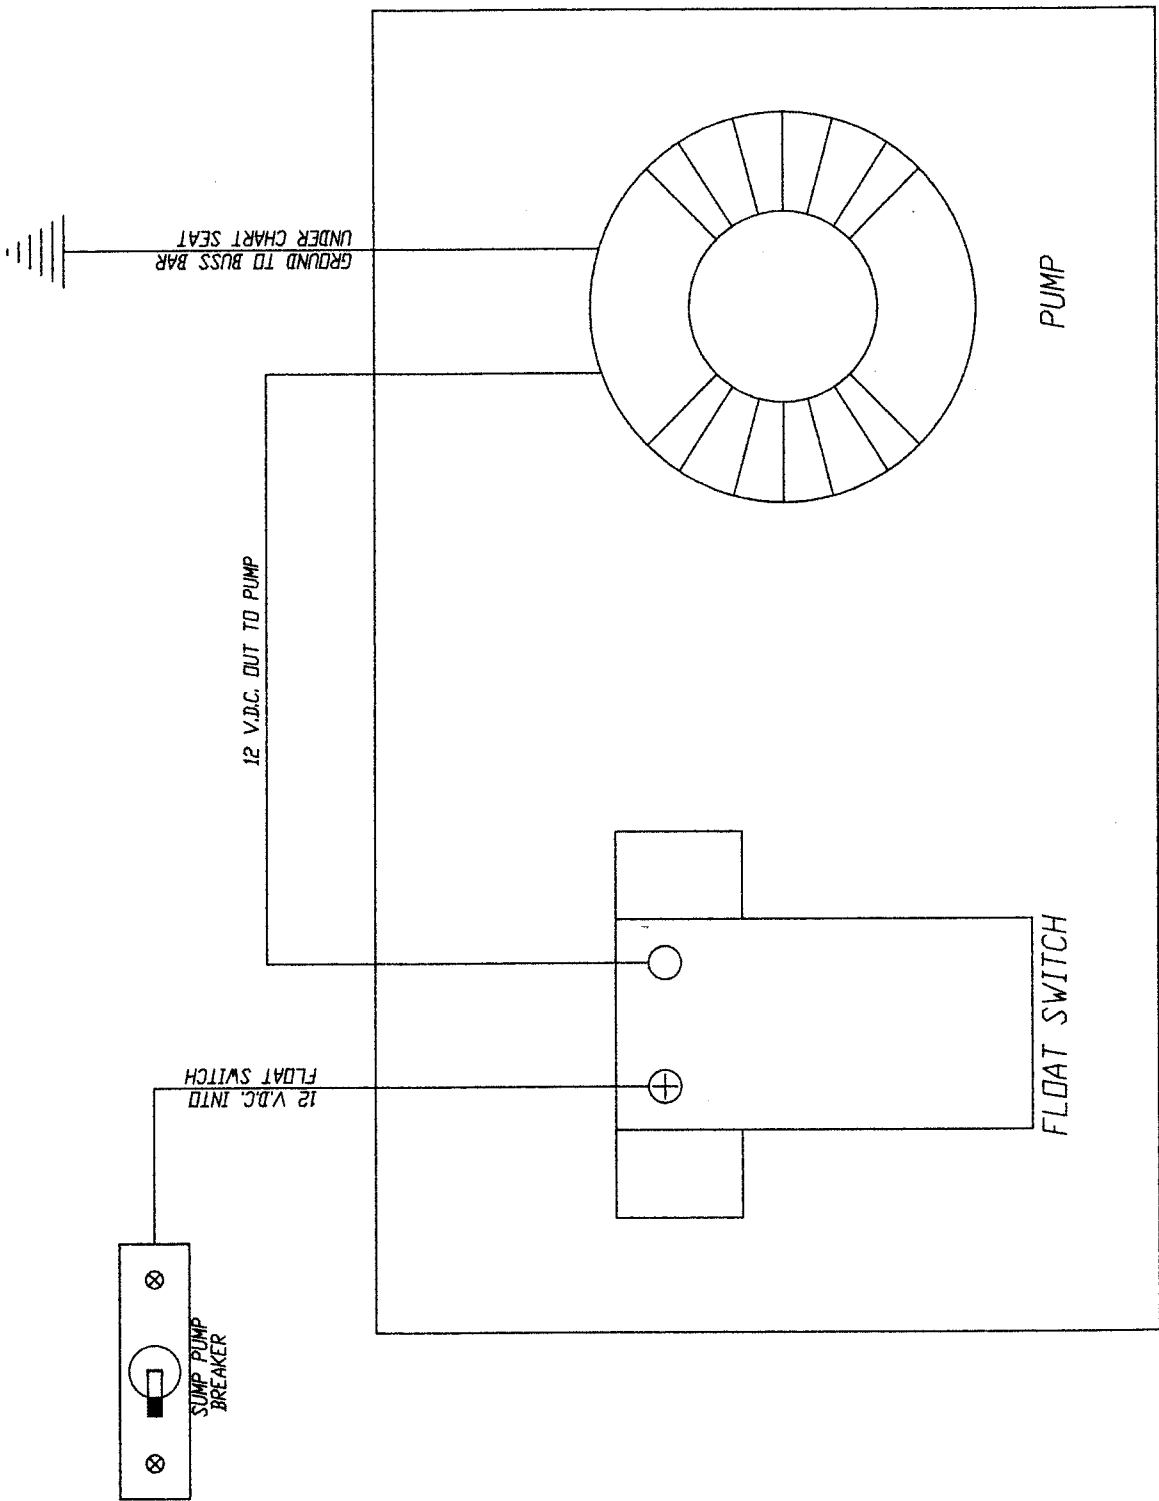 UNDER CHART SEAT
GROUND TO BUSS BAR
PUMP
12 V.D.C. OUT TO PUMP
FLOAT SWITCH
12 V.D.C. INTO
FLOAT SWITCH
SUMP PUMP
BREAKER